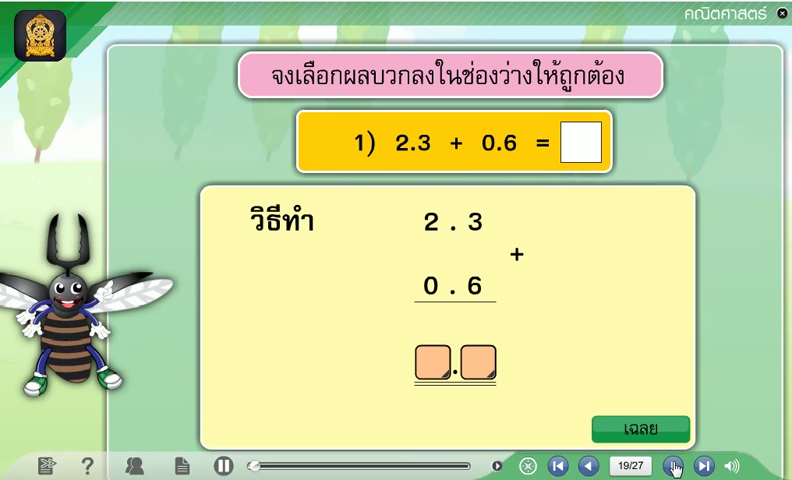 คณิตศาสตร์
จงเลือกผลบวกลงในช่องว่างให้ถูกต้อง
1) 2.3 + 0.6 =
วิธีทำ 2 . 3
+
0 . 6
.
เฉลย
? 19/27